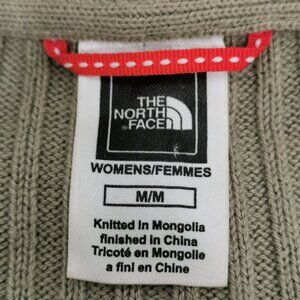 THE
NORTH
FACE
WOMENS/FEMMES
M/M
Knitted in Mongolia
finished in China
Tricoté en Mongolie
a fini en Chine